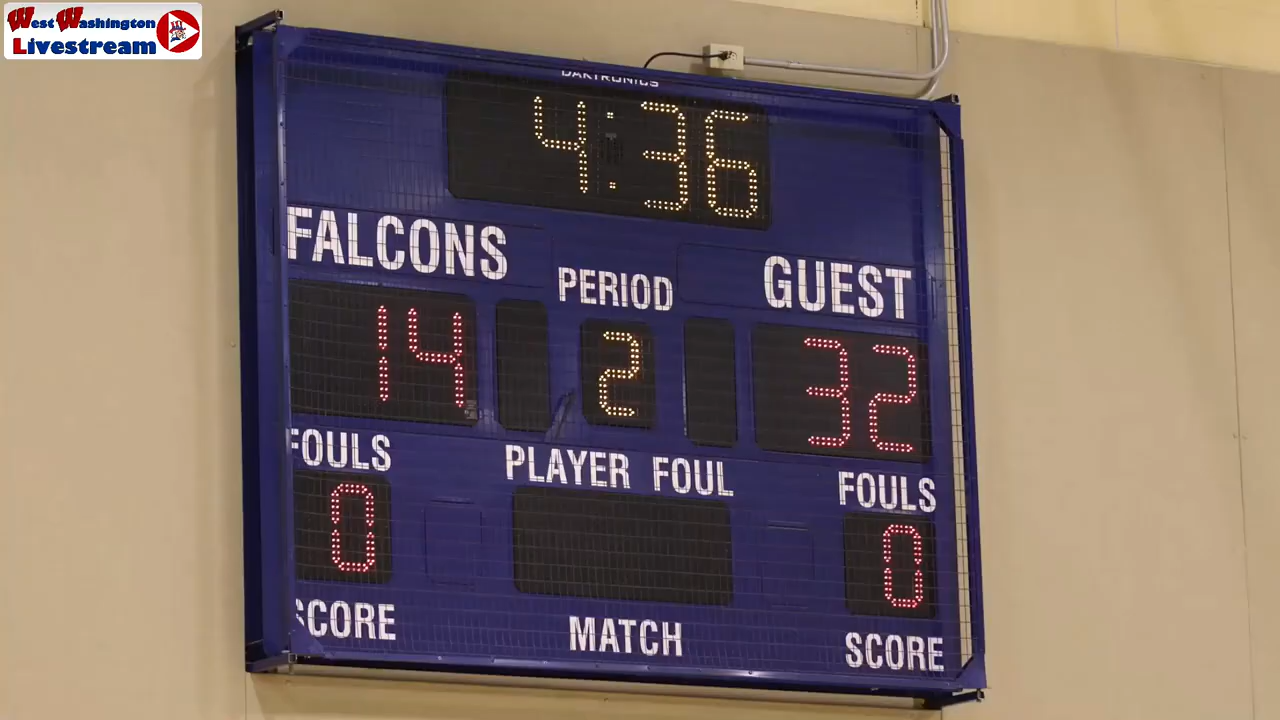 West Washington
Livestream
DAKTRONICS
4:36
FALCONS
PERIOD
GUEST
14
2
32
FOULS
PLAYER FOUL
FOULS
0
0
SCORE
MATCH
SCORE